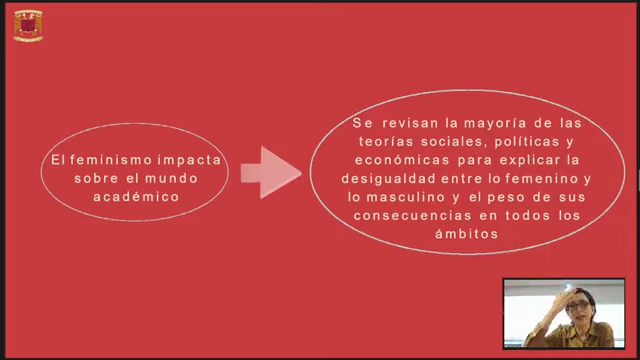 El feminismo impacta
sobre el mundo
académico
Se revisan la mayoría de las
teorías sociales, políticas y
económicas para explicar la
desigualdad entre lo femenino y
lo masculino y el peso de sus
consecuencias en todos los
ámbitos